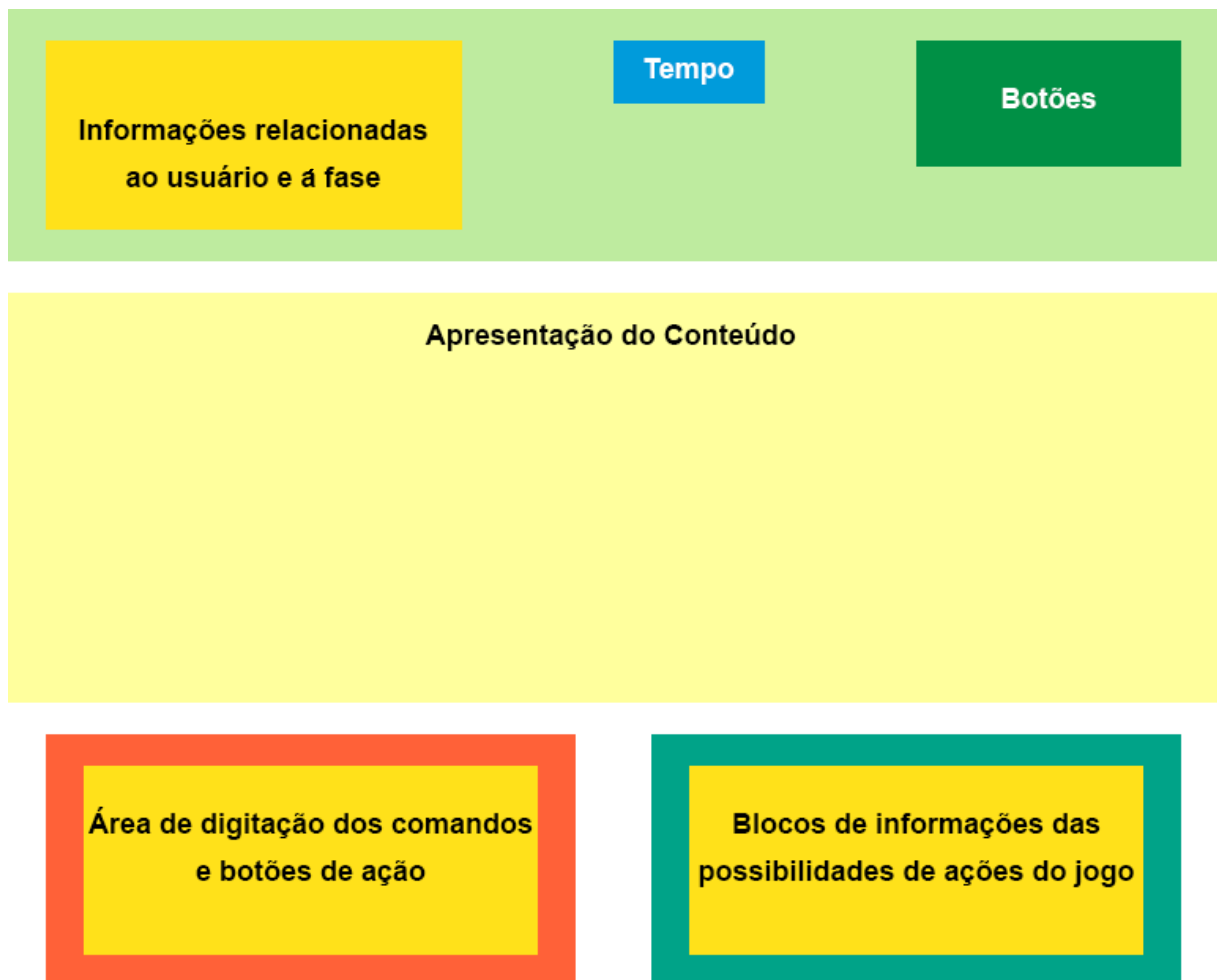 Informações relacionadas
ao usuário e á fase
Tempo
Botões
Apresentação do Conteúdo
Área de digitação dos comandos
e botões de ação
Blocos de informações das
possibilidades de ações do jogo